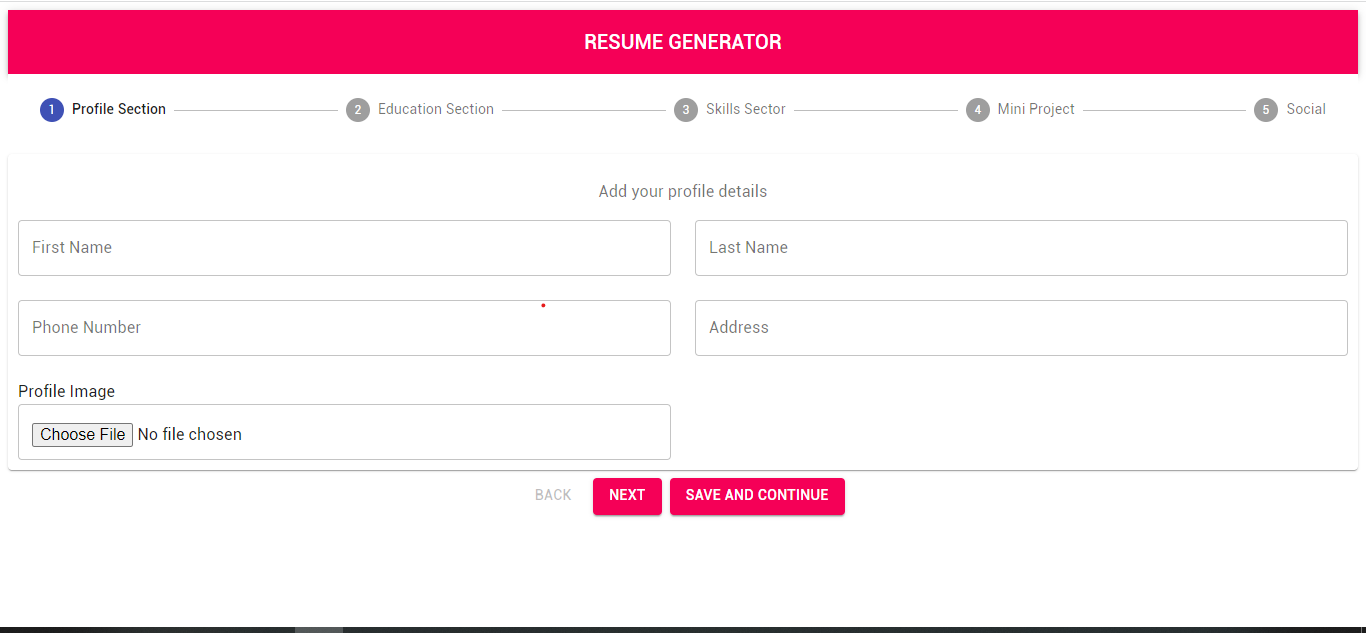 RESUME GENERATOR
1 Profile Section 2 Education Section 3 Skills Sector 4 Mini Project 5 Social
Add your profile details
First Name Last Name
Phone Number Address
Profile Image
Choose File No file chosen
BACK NEXT SAVE AND CONTINUE